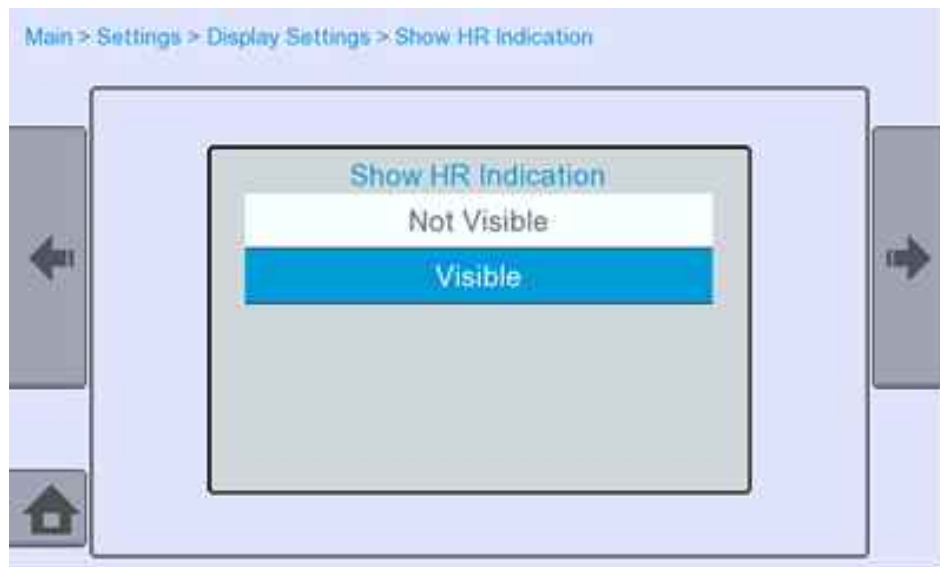 Main > Settings > Display Settings > Show HR Indication
Show HR Indication
Not Visible
Visible